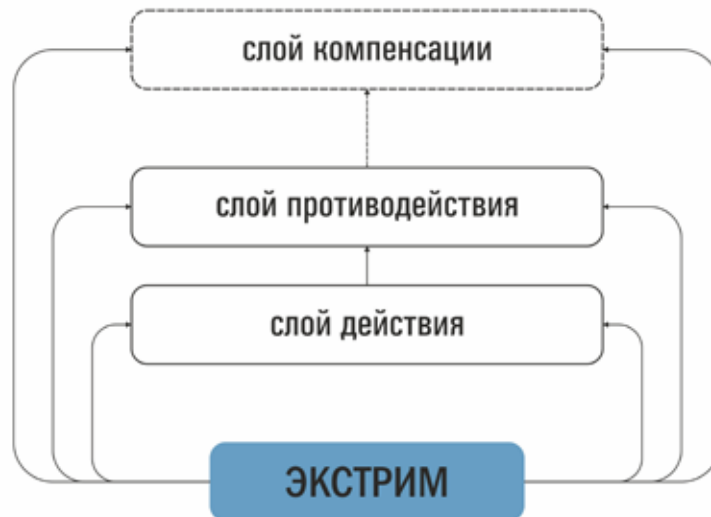 слой компенсации
слой противодействия
слой действия
ЭКСТРИМ